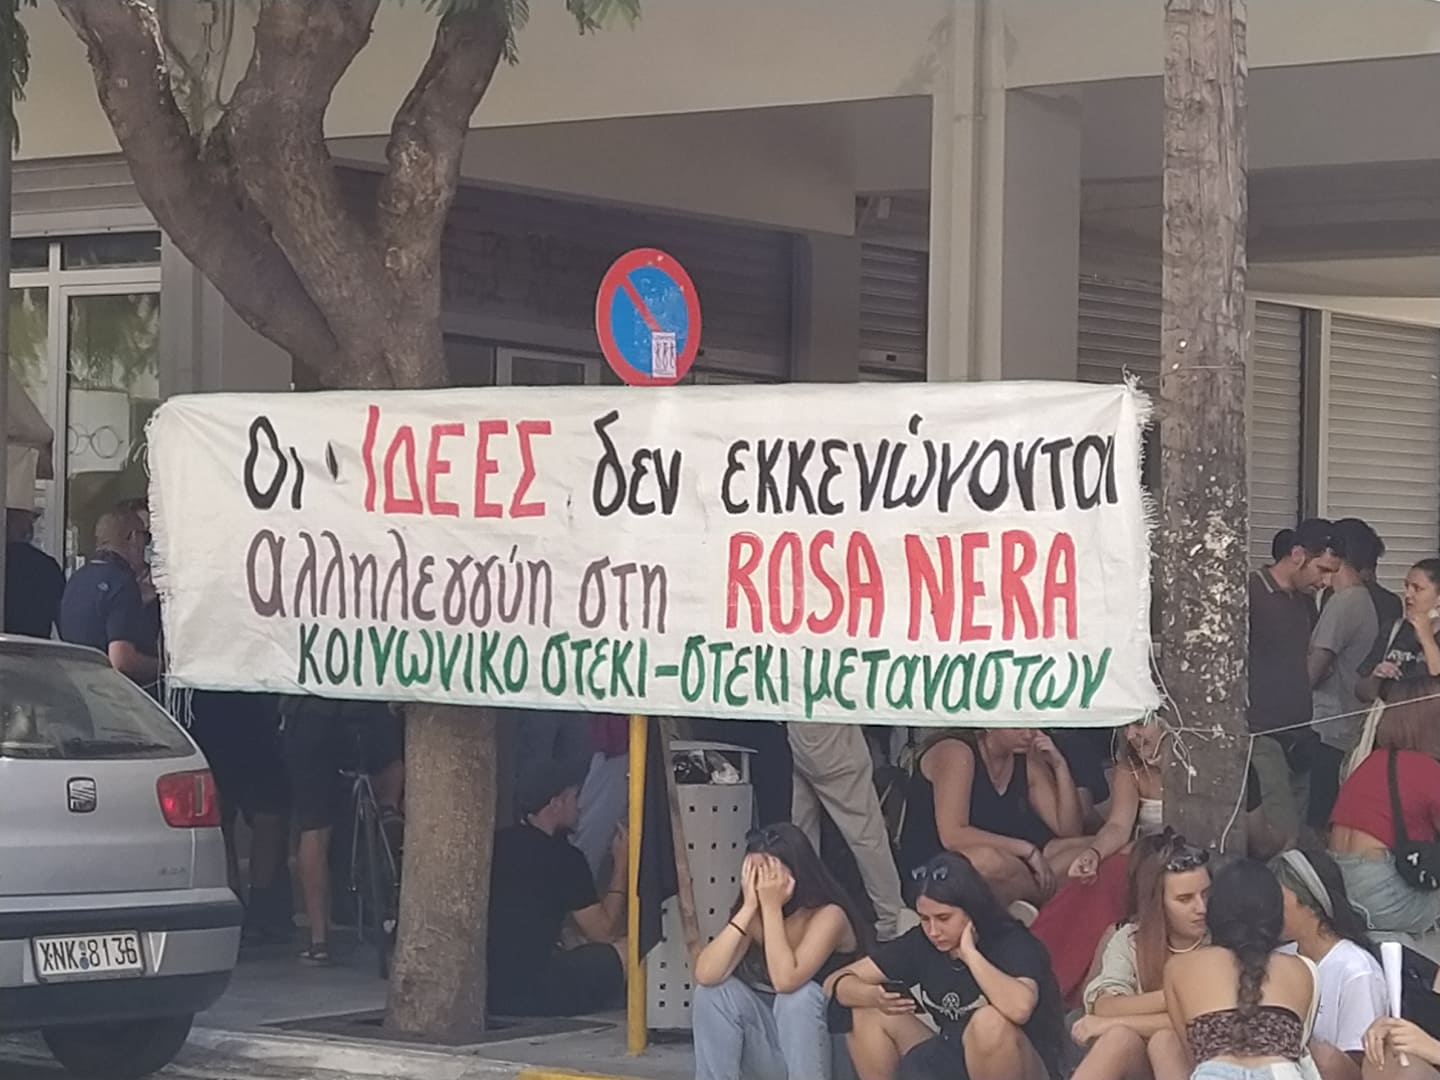 Οι ΙΔΕΕΣ δεν εκκενώνονται
αλληλεγγύη στη ROSA NERA
κοινωνικο στεκι-στεκι μεταναστων
XNK 8136